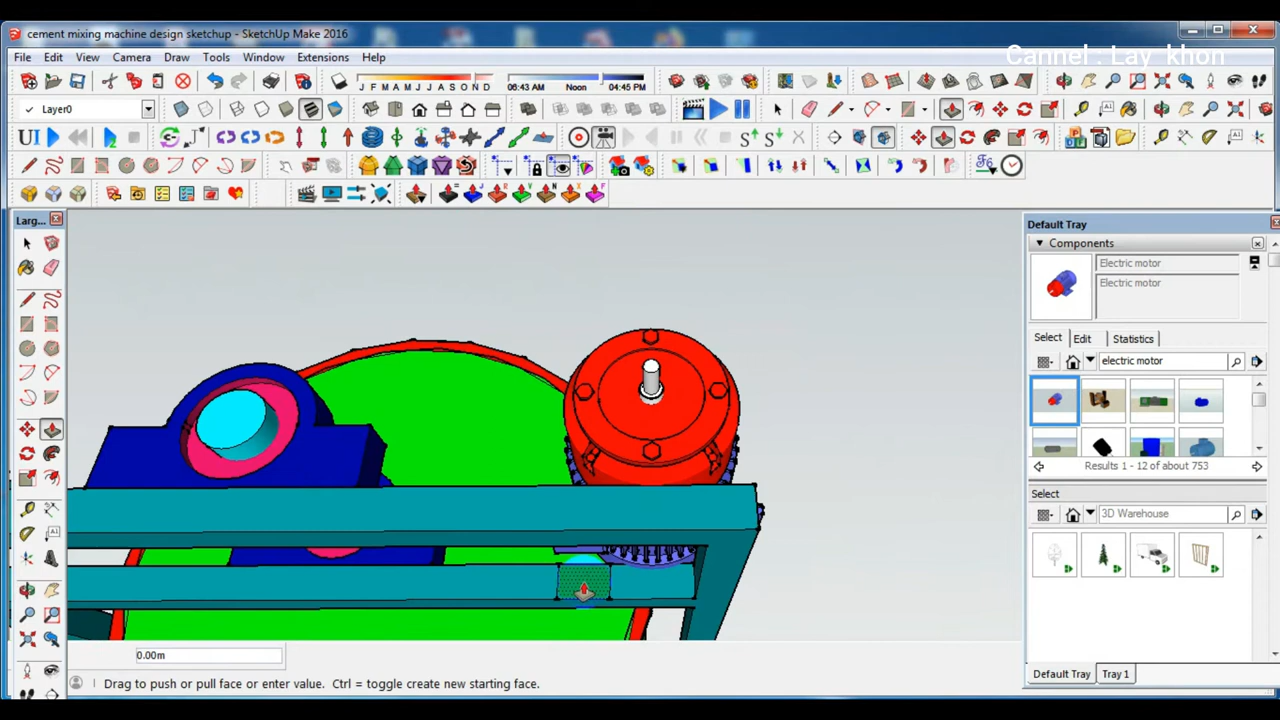 cement mixing machine design sketchup - SketchUp Make 2016
Cannel : Lay khon
File Edit View Camera Draw Tools Window Extensions Help
J F M A M J J A S O N D
06:43 AM Noon 04:45 PM
Layer0
UI
Larg...
Default Tray
Components
Electric motor
Electric motor
Select Edit Statistics
electric motor
Results 1 - 12 of about 753
Select
3D Warehouse
Default Tray Tray 1
0.00m
Drag to push or pull face or enter value. Ctrl = toggle create new starting face.